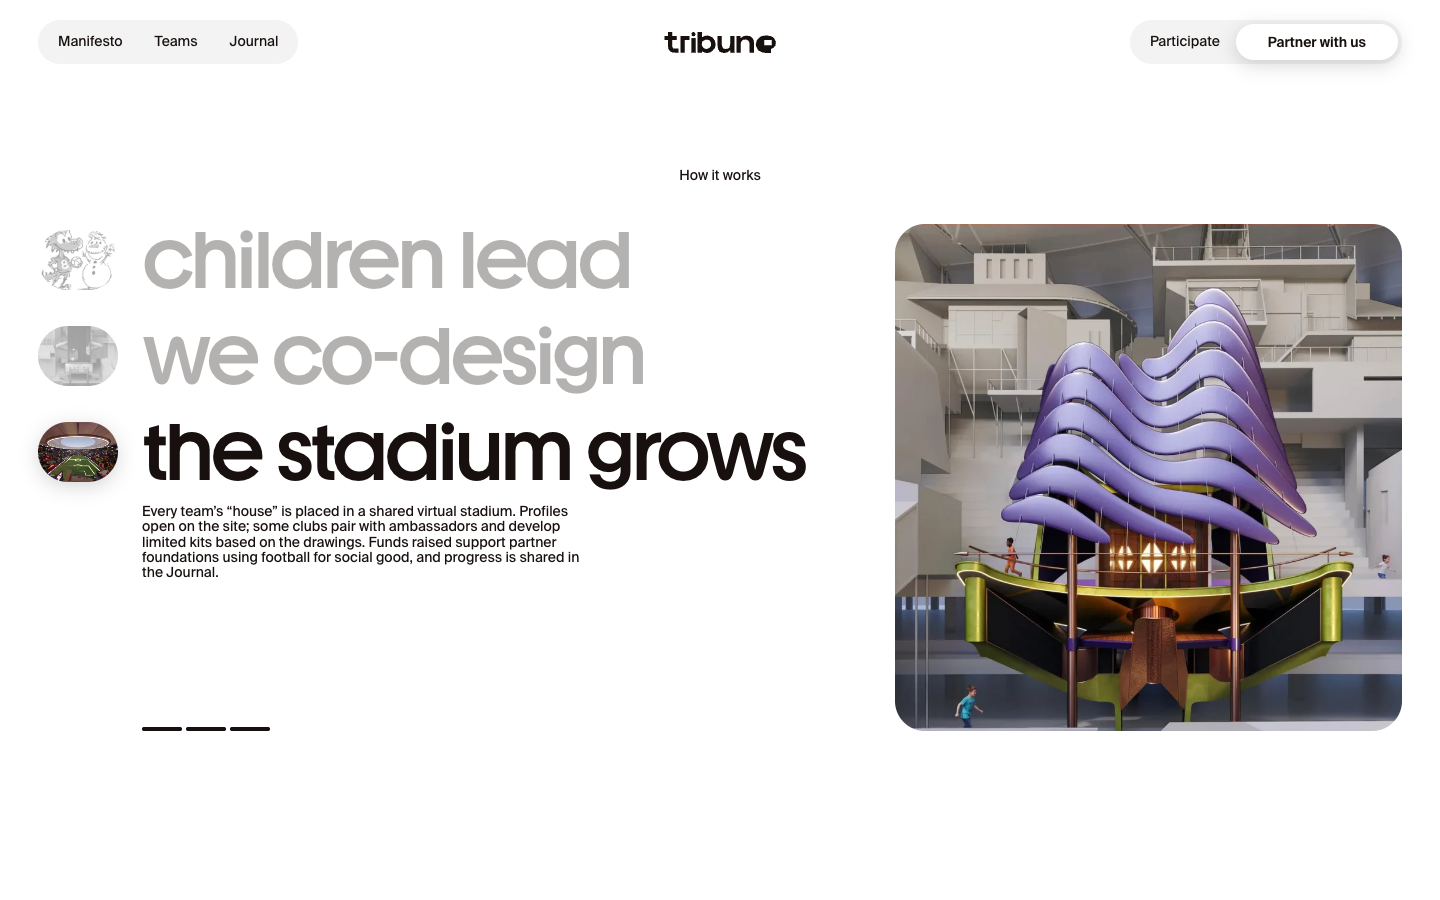 Manifesto Teams Journal
tribune
Participate Partner with us
How it works
children lead
we co-design
the stadium grows
Every team’s “house” is placed in a shared virtual stadium. Profiles
open on the site; some clubs pair with ambassadors and develop
limited kits based on the drawings. Funds raised support partner
foundations using football for social good, and progress is shared in
the Journal.